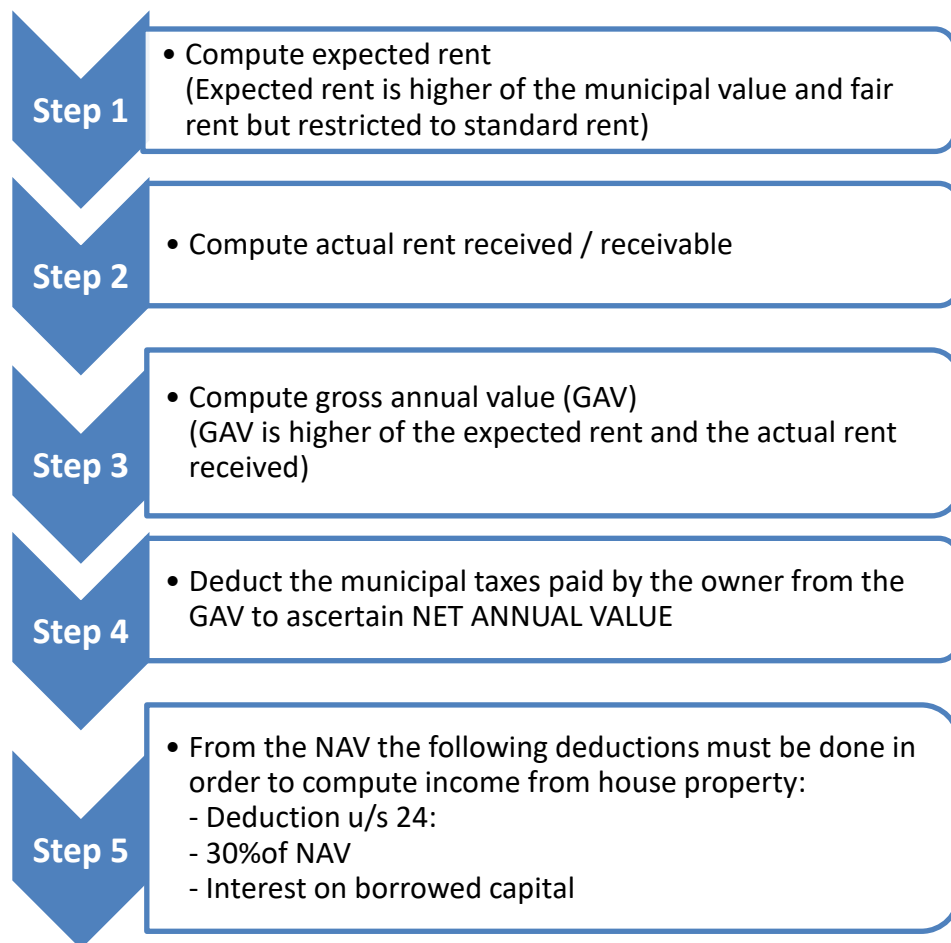 Step 1
• Compute expected rent
(Expected rent is higher of the municipal value and fair
rent but restricted to standard rent)
Step 2
• Compute actual rent received / receivable
Step 3
• Compute gross annual value (GAV)
(GAV is higher of the expected rent and the actual rent
received)
Step 4
• Deduct the municipal taxes paid by the owner from the
GAV to ascertain NET ANNUAL VALUE
Step 5
• From the NAV the following deductions must be done in
order to compute income from house property:
- Deduction u/s 24:
- 30%of NAV
- Interest on borrowed capital